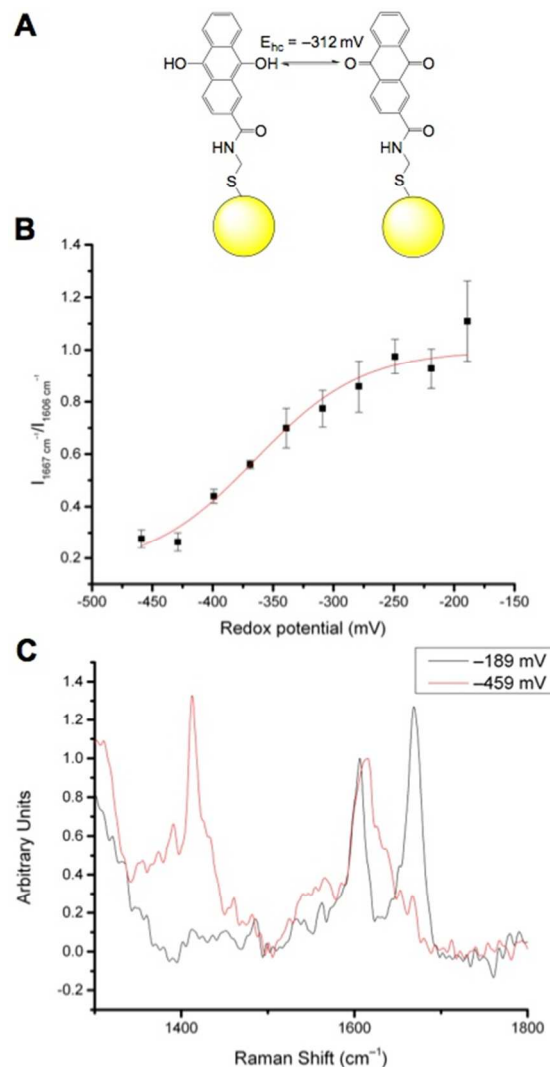 A
E_hc = –312 mV
HO
OH
O
O
O
HN
S
O
HN
S
B
1.4
1.2
1.0
0.8
0.6
0.4
0.2
I_1667 cm⁻¹/I_1606 cm⁻¹
-500 -450 -400 -350 -300 -250 -200 -150
Redox potential (mV)
C
–189 mV
–459 mV
1.4
1.2
1.0
0.8
0.6
0.4
0.2
0.0
-0.2
Arbitrary Units
1400 1600 1800
Raman Shift (cm⁻¹)